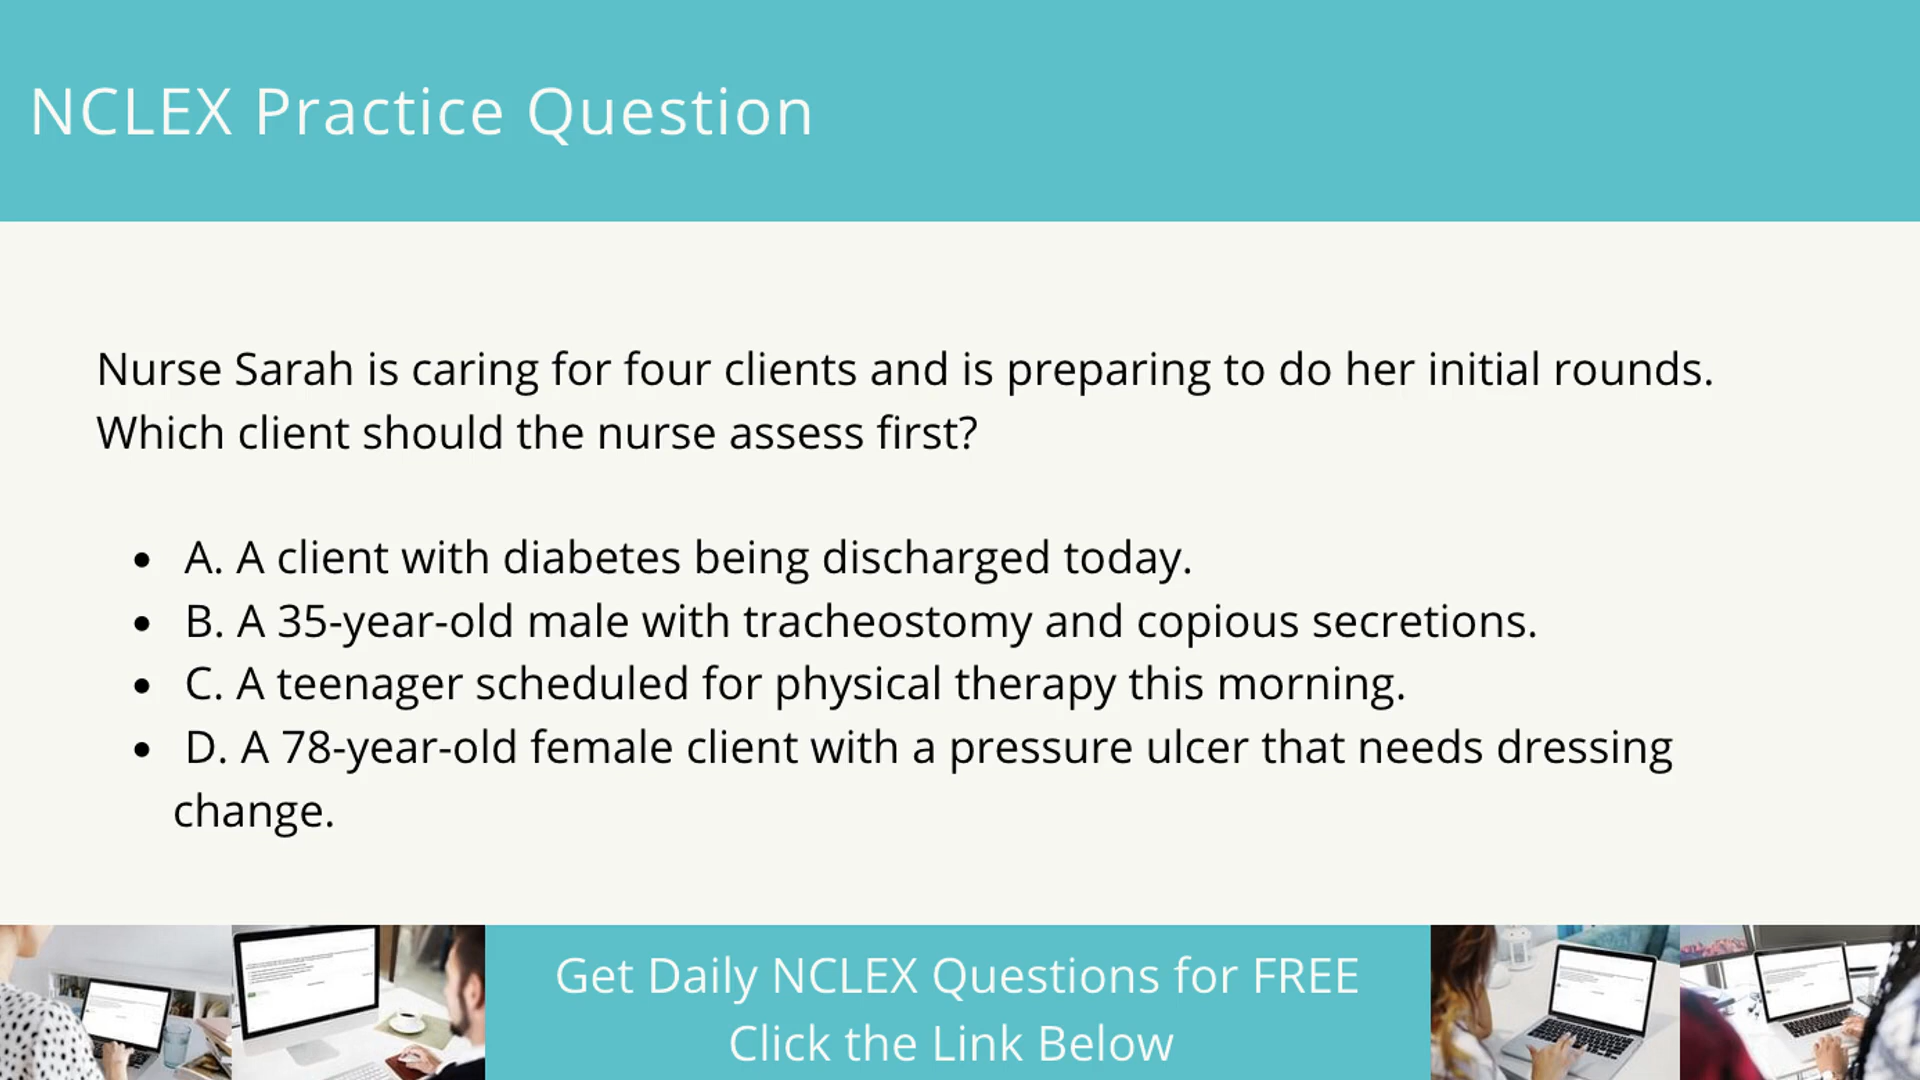 NCLEX Practice Question
Nurse Sarah is caring for four clients and is preparing to do her initial rounds.
Which client should the nurse assess first?
• A. A client with diabetes being discharged today.
• B. A 35-year-old male with tracheostomy and copious secretions.
• C. A teenager scheduled for physical therapy this morning.
• D. A 78-year-old female client with a pressure ulcer that needs dressing
change.
Get Daily NCLEX Questions for FREE
Click the Link Below